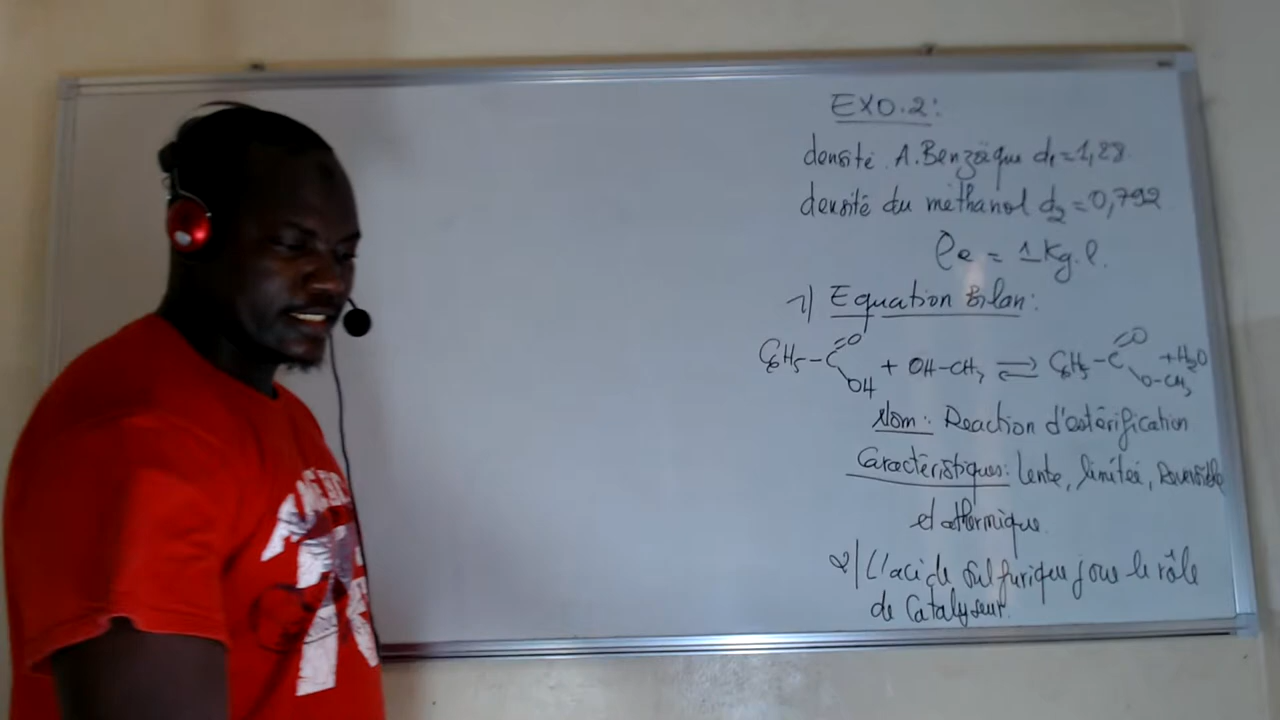 EXO.2:
densité A.Benzoïque d₁=1,28
densité du méthanol d₂=0,792
ρe = 1Kg.l
1) Equation Bilan:
C₆H₅-C=O OH + OH-CH₃ ⇌ C₆H₅-C=O O-CH₃ +H₂O
Nom: Reaction d'estérification
Caractéristiques: Lente, limitée, Reversible
et athermique.
2) L'acide Sulfurique joue le rôle
de Catalyseur.